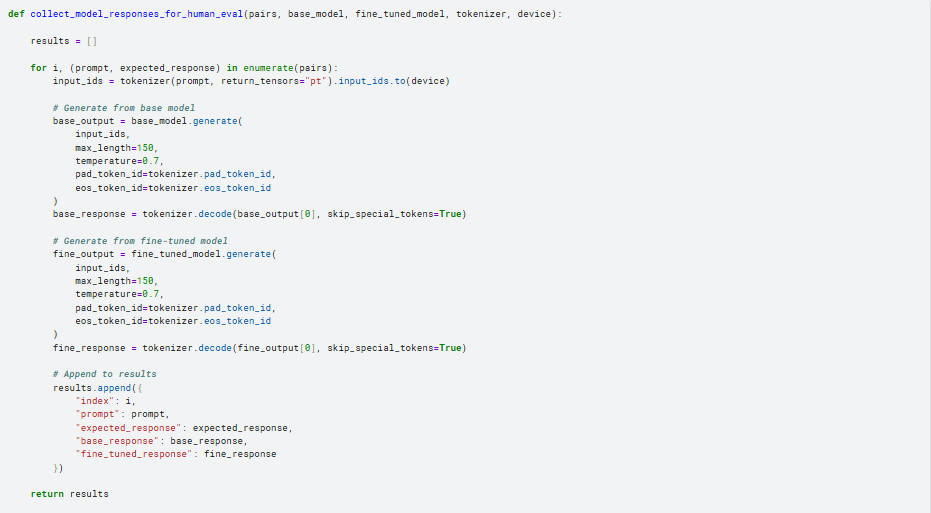 def collect_model_responses_for_human_eval(pairs, base_model, fine_tuned_model, tokenizer, device):
results = []
for i, (prompt, expected_response) in enumerate(pairs):
input_ids = tokenizer(prompt, return_tensors="pt").input_ids.to(device)
# Generate from base model
base_output = base_model.generate(
input_ids,
max_length=150,
temperature=0.7,
pad_token_id=tokenizer.pad_token_id,
eos_token_id=tokenizer.eos_token_id
)
base_response = tokenizer.decode(base_output[0], skip_special_tokens=True)
# Generate from fine-tuned model
fine_output = fine_tuned_model.generate(
input_ids,
max_length=150,
temperature=0.7,
pad_token_id=tokenizer.pad_token_id,
eos_token_id=tokenizer.eos_token_id
)
fine_response = tokenizer.decode(fine_output[0], skip_special_tokens=True)
# Append to results
results.append({
"index": i,
"prompt": prompt,
"expected_response": expected_response,
"base_response": base_response,
"fine_tuned_response": fine_response
})
return results